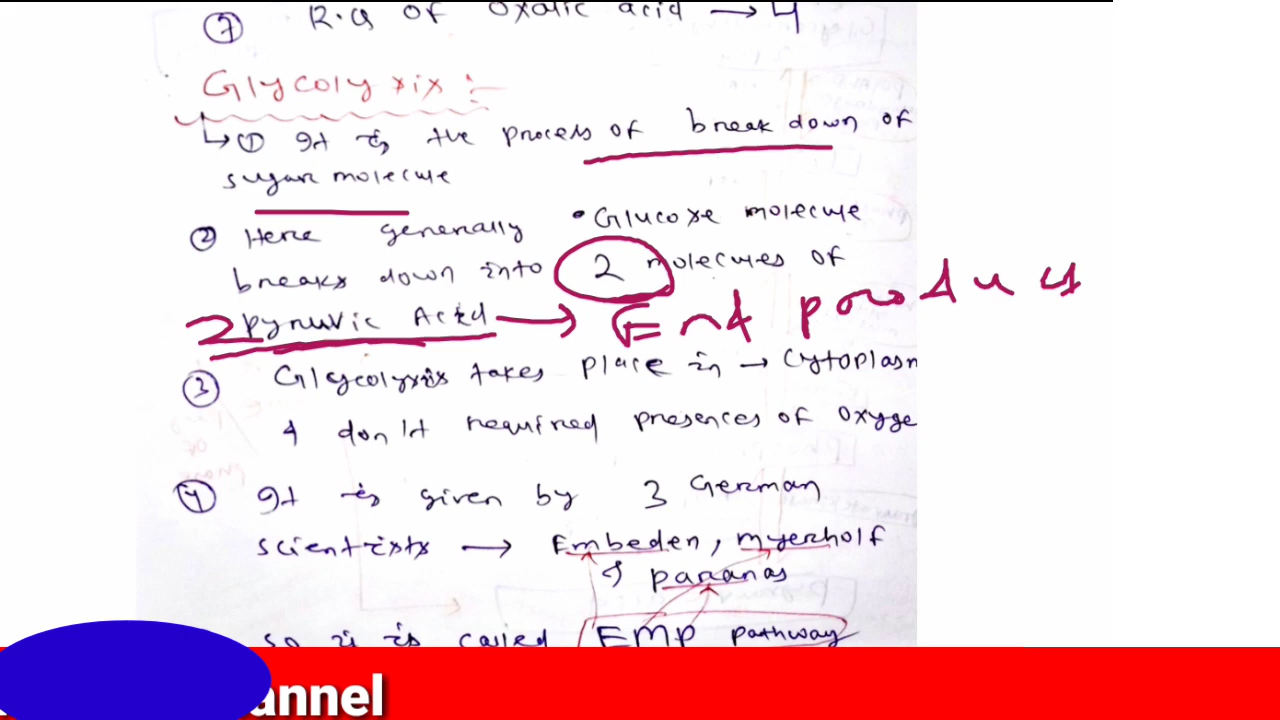 ⑦ R.Q of Oxalic acid → 4
Glycolysis :-
↳ ① It is the process of break down of
sugar molecule
② Here generally • Glucose molecule
breaks down into 2 molecules of
2 pyruvic Acid → End product
③ Glycolysis takes place in → Cytoplasm
& don't required presences of oxyge
④ It is given by 3 German
scientists → Embeden, myerholf
& pananas
so it is called EMP pathway
annel